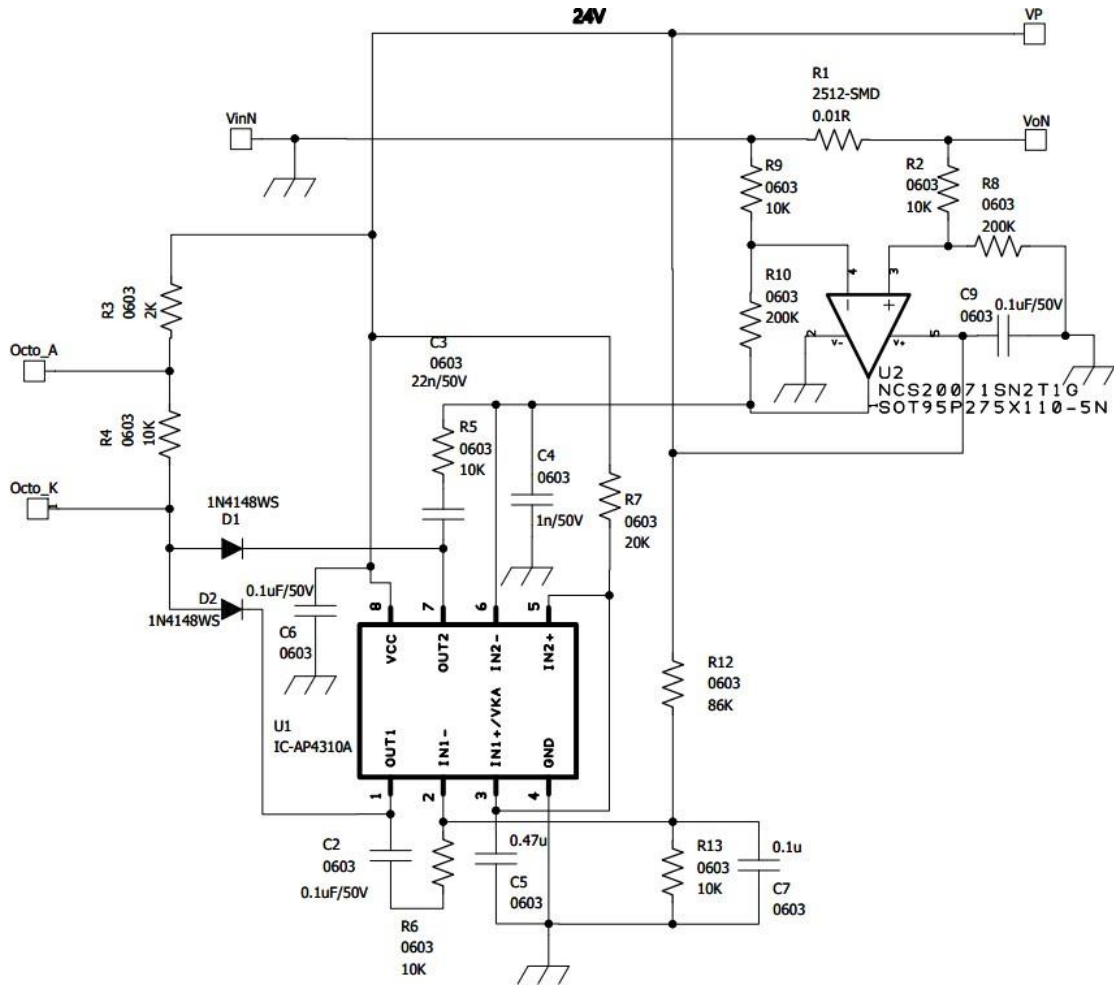 24V
VP
R1
2512-SMD
0.01R
VinN
VoN
R9
0603
10K
R2
0603
10K
R8
0603
200K
R3
0603
2K
R10
0603
200K
4
3
C9
0603
0.1uF/50V
2
V-
V+
5
Octo_A
C3
0603
22n/50V
U2
NCS20071SN2T1G
1
SOT95P275X110-5N
R4
0603
10K
R5
0603
10K
C4
0603
1n/50V
R7
0603
20K
Octo_K
1
1N4148WS
D1
D2
1N4148WS
0.1uF/50V
C6
0603
8
7
6
5
VCC
OUT2
IN2-
IN2+
R12
0603
86K
U1
IC-AP4310A
OUT1
IN1-
IN1+/VKA
GND
1
2
3
4
C2
0603
0.1uF/50V
0.47u
C5
0603
R13
0603
10K
0.1u
C7
0603
R6
0603
10K